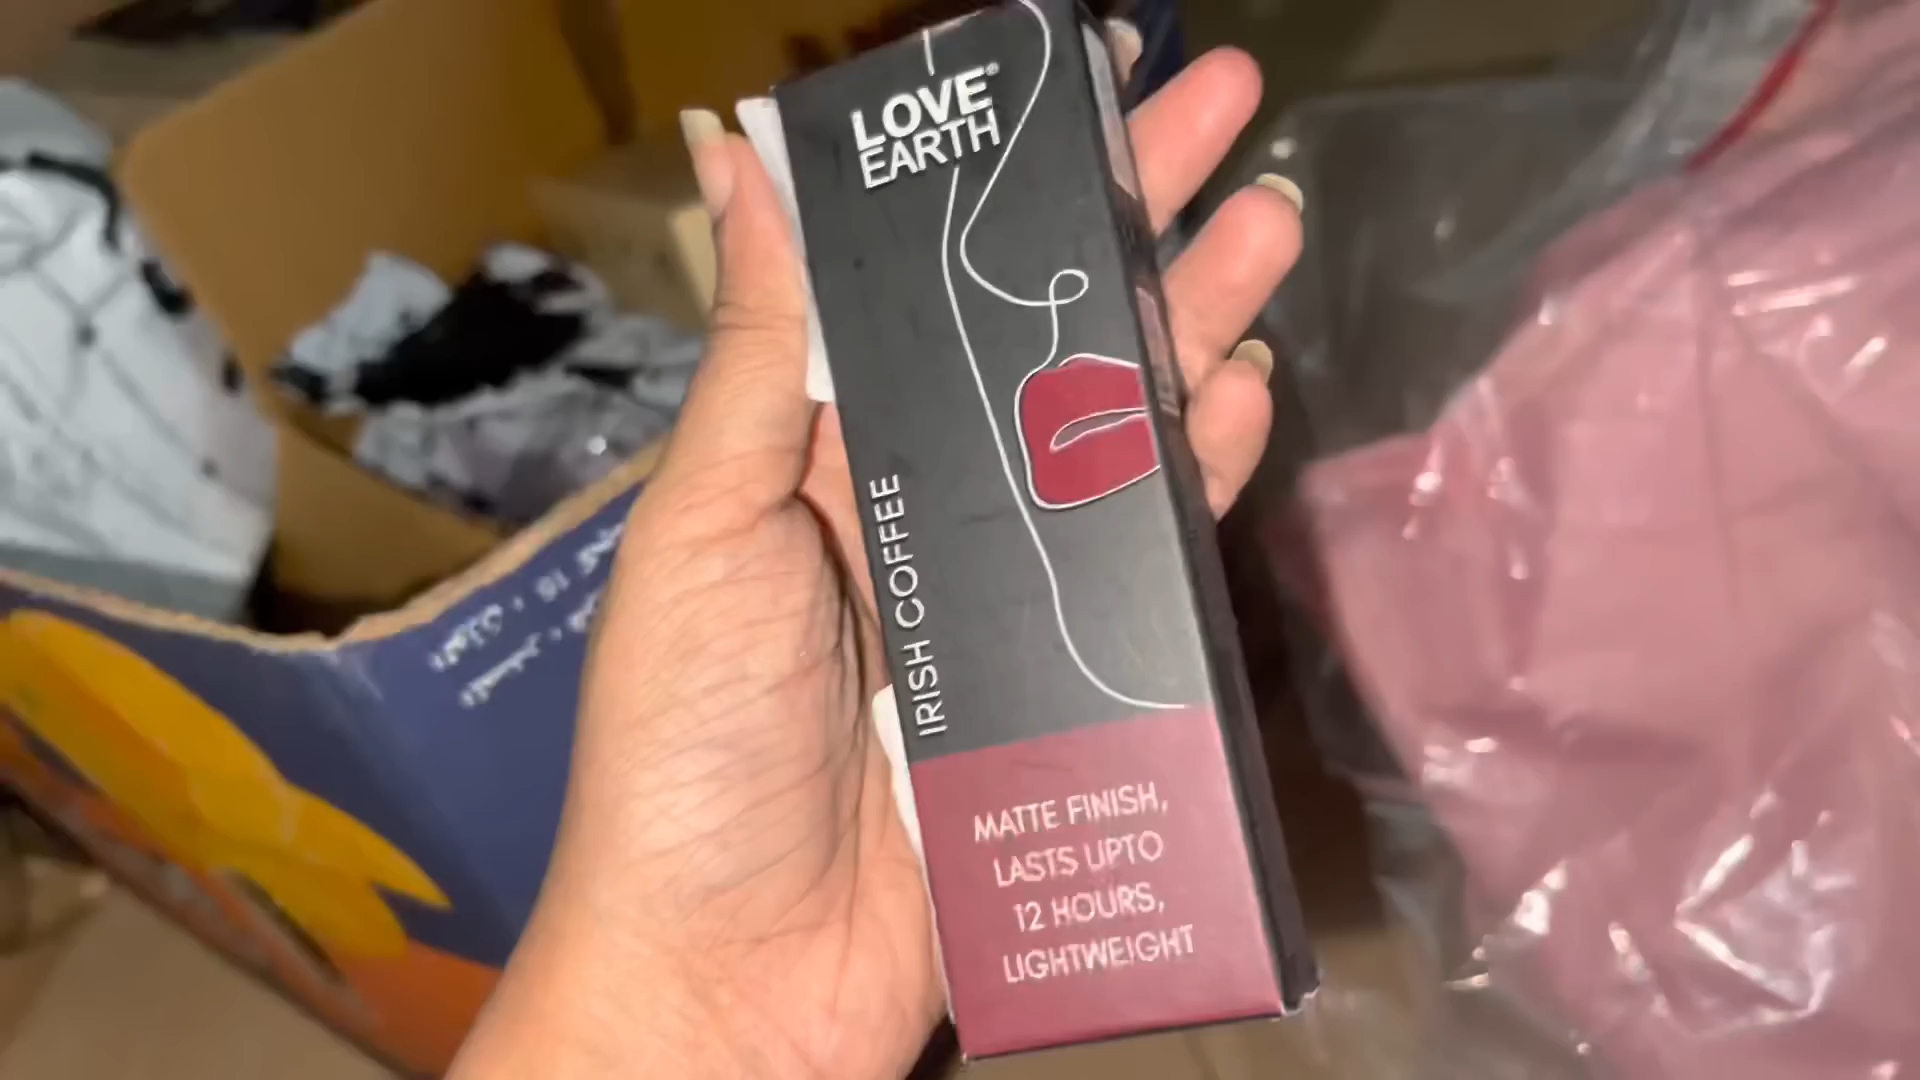 LOVE®
EARTH
IRISH COFFEE
MATTE FINISH,
LASTS UPTO
12 HOURS,
LIGHTWEIGHT